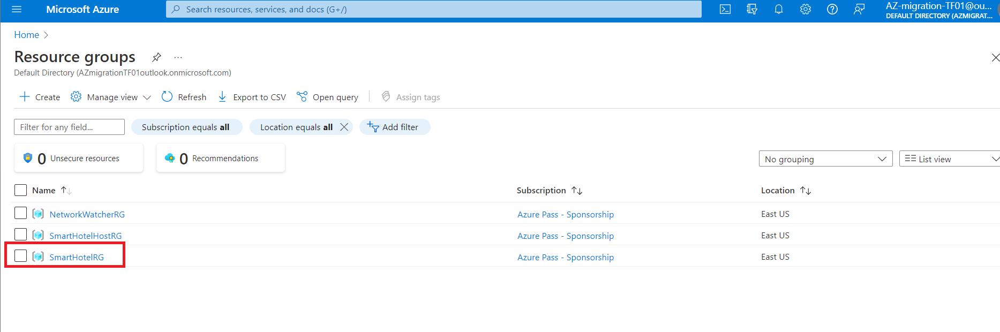 Microsoft Azure
Search resources, services, and docs (G+/)
AZ-migration-TF01@ou...
DEFAULT DIRECTORY (AZMIGRAT...
Home
Resource groups
Default Directory (AZmigrationTF01outlook.onmicrosoft.com)
Create Manage view Refresh Export to CSV Open query Assign tags
Filter for any field... Subscription equals all Location equals all Add filter
0 Unsecure resources 0 Recommendations
No grouping List view
Name Subscription Location
NetworkWatcherRG Azure Pass - Sponsorship East US
SmartHotelHostRG Azure Pass - Sponsorship East US
SmartHotelRG Azure Pass - Sponsorship East US